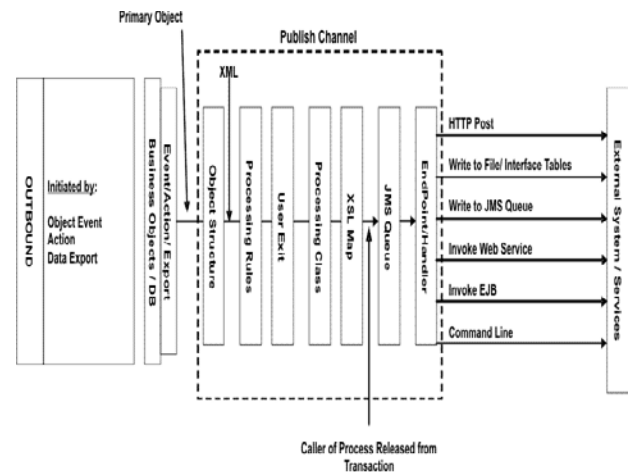 Primary Object
Publish Channel
XML
OUTBOUND
Initiated by:
Object Event
Action
Data Export
Business Objects / DB
Event/Action/ Export
Object Structure
Processing Rules
User Exit
Processing Class
XSL Map
JMS Queue
EndPoint/Handler
HTTP Post
Write to File/ Interface Tables
Write to JMS Queue
Invoke Web Service
Invoke EJB
Command Line
External System / Services
Caller of Process Released from
Transaction